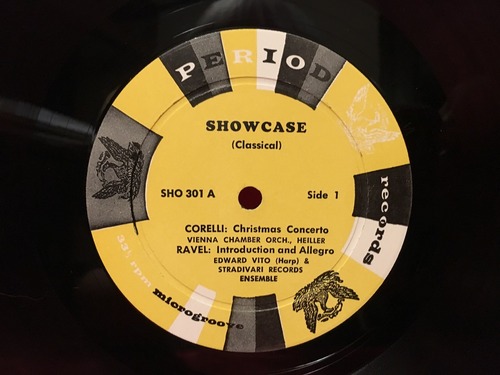 PERIOD
records
SHOWCASE
(Classical)
SHO 301 A
Side 1
CORELLI: Christmas Concerto
VIENNA CHAMBER ORCH., HEILLER
RAVEL: Introduction and Allegro
EDWARD VITO (Harp) &
STRADIVARI RECORDS
ENSEMBLE
33⅓ rpm microgroove